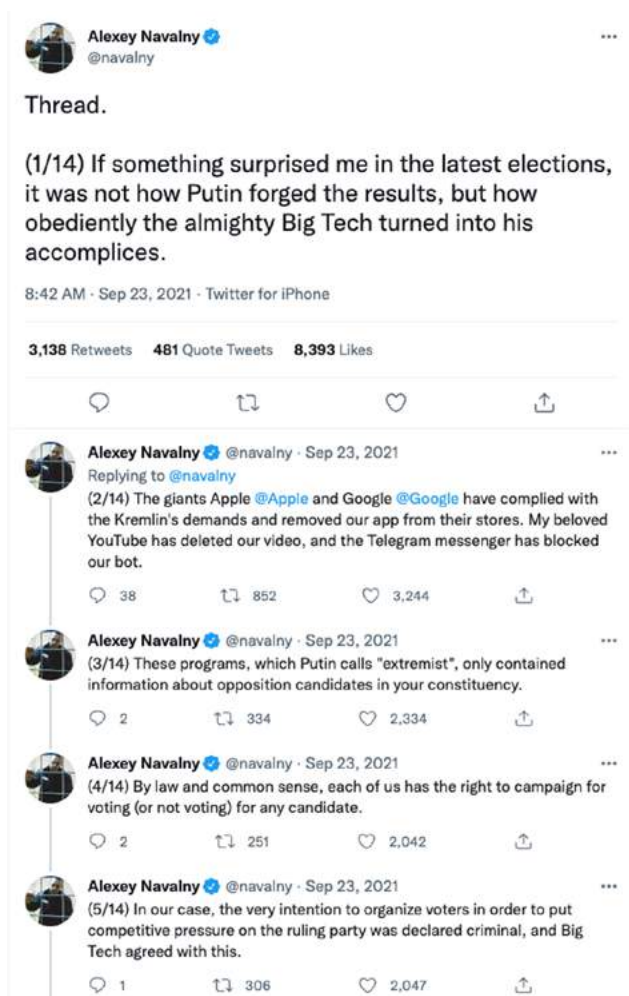 Alexey Navalny
@navalny
Thread.
(1/14) If something surprised me in the latest elections,
it was not how Putin forged the results, but how
obediently the almighty Big Tech turned into his
accomplices.
8:42 AM · Sep 23, 2021 · Twitter for iPhone
3,138 Retweets 481 Quote Tweets 8,393 Likes
Alexey Navalny @navalny · Sep 23, 2021
Replying to @navalny
(2/14) The giants Apple @Apple and Google @Google have complied with
the Kremlin's demands and removed our app from their stores. My beloved
YouTube has deleted our video, and the Telegram messenger has blocked
our bot.
38 852 3,244
Alexey Navalny @navalny · Sep 23, 2021
(3/14) These programs, which Putin calls "extremist", only contained
information about opposition candidates in your constituency.
2 334 2,334
Alexey Navalny @navalny · Sep 23, 2021
(4/14) By law and common sense, each of us has the right to campaign for
voting (or not voting) for any candidate.
2 251 2,042
Alexey Navalny @navalny · Sep 23, 2021
(5/14) In our case, the very intention to organize voters in order to put
competitive pressure on the ruling party was declared criminal, and Big
Tech agreed with this.
1 306 2,047